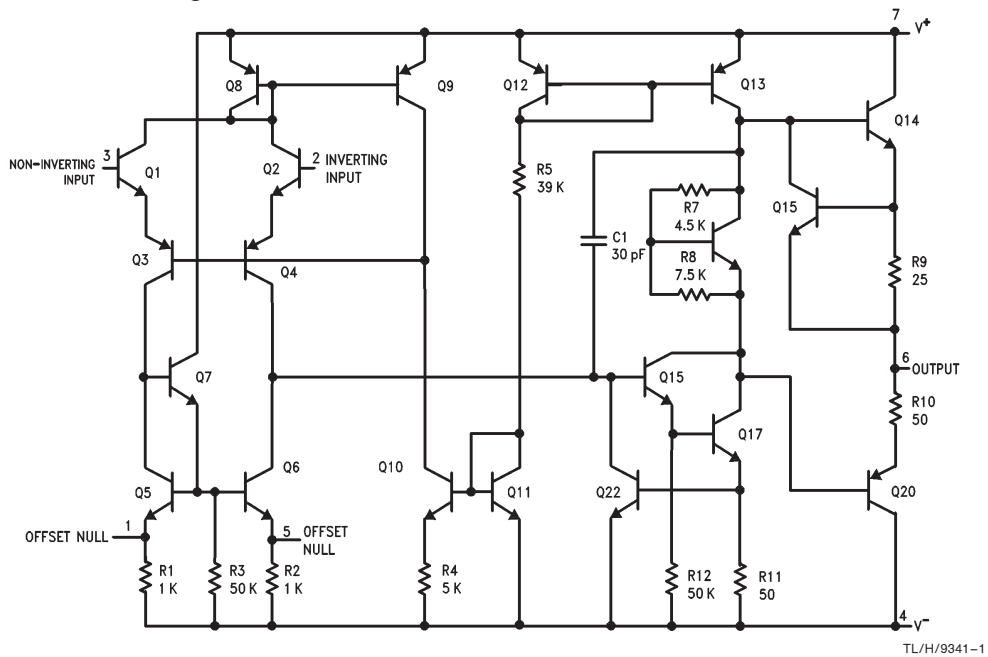 7
V+
Q8
Q9
Q12
Q13
Q14
NON-INVERTING
INPUT
3
Q1
Q2
2 INVERTING
INPUT
R5
39 K
R7
4.5 K
Q15
Q3
Q4
C1
30 pF
R8
7.5 K
R9
25
Q7
Q15
6
OUTPUT
R10
50
Q17
Q5
Q6
Q10
Q11
Q22
Q20
OFFSET NULL
1
5
OFFSET
NULL
R1
1 K
R3
50 K
R2
1 K
R4
5 K
R12
50 K
R11
50
4
V-
TL/H/9341-1